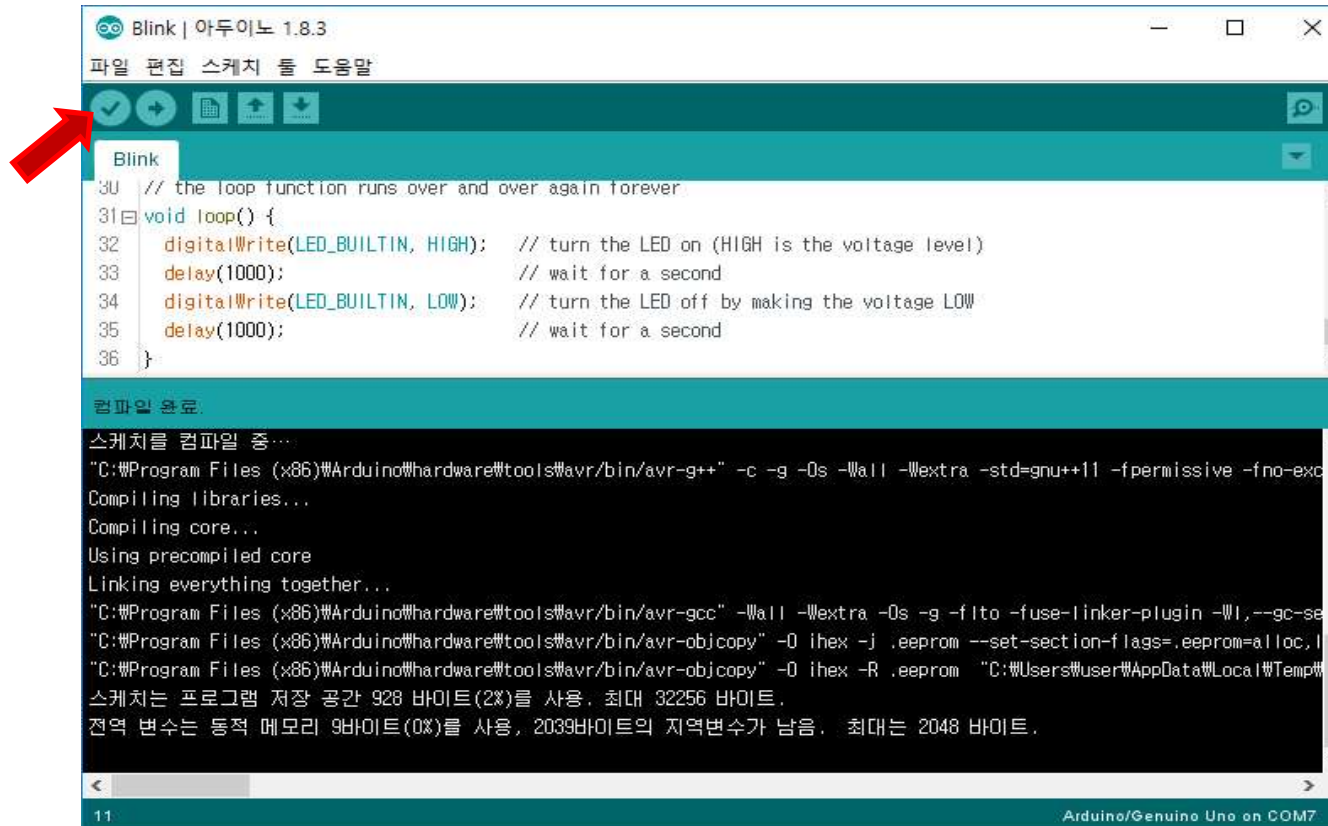 Blink | 아두이노 1.8.3
파일 편집 스케치 툴 도움말
Blink
30 // the loop function runs over and over again forever
31 void loop() {
32 digitalWrite(LED_BUILTIN, HIGH); // turn the LED on (HIGH is the voltage level)
33 delay(1000); // wait for a second
34 digitalWrite(LED_BUILTIN, LOW); // turn the LED off by making the voltage LOW
35 delay(1000); // wait for a second
36 }
컴파일 완료.
스케치를 컴파일 중…
"C:₩Program Files (x86)₩Arduino₩hardware₩tools₩avr/bin/avr-g++" -c -g -Os -Wall -Wextra -std=gnu++11 -fpermissive -fno-exc
Compiling libraries...
Compiling core...
Using precompiled core
Linking everything together...
"C:₩Program Files (x86)₩Arduino₩hardware₩tools₩avr/bin/avr-gcc" -Wall -Wextra -Os -g -flto -fuse-linker-plugin -Wl,--gc-se
"C:₩Program Files (x86)₩Arduino₩hardware₩tools₩avr/bin/avr-objcopy" -O ihex -j .eeprom --set-section-flags=.eeprom=alloc,l
"C:₩Program Files (x86)₩Arduino₩hardware₩tools₩avr/bin/avr-objcopy" -O ihex -R .eeprom "C:₩Users₩user₩AppData₩Local₩Temp₩
스케치는 프로그램 저장 공간 928 바이트(2%)를 사용. 최대 32256 바이트.
전역 변수는 동적 메모리 9바이트(0%)를 사용, 2039바이트의 지역변수가 남음. 최대는 2048 바이트.
11 Arduino/Genuino Uno on COM7